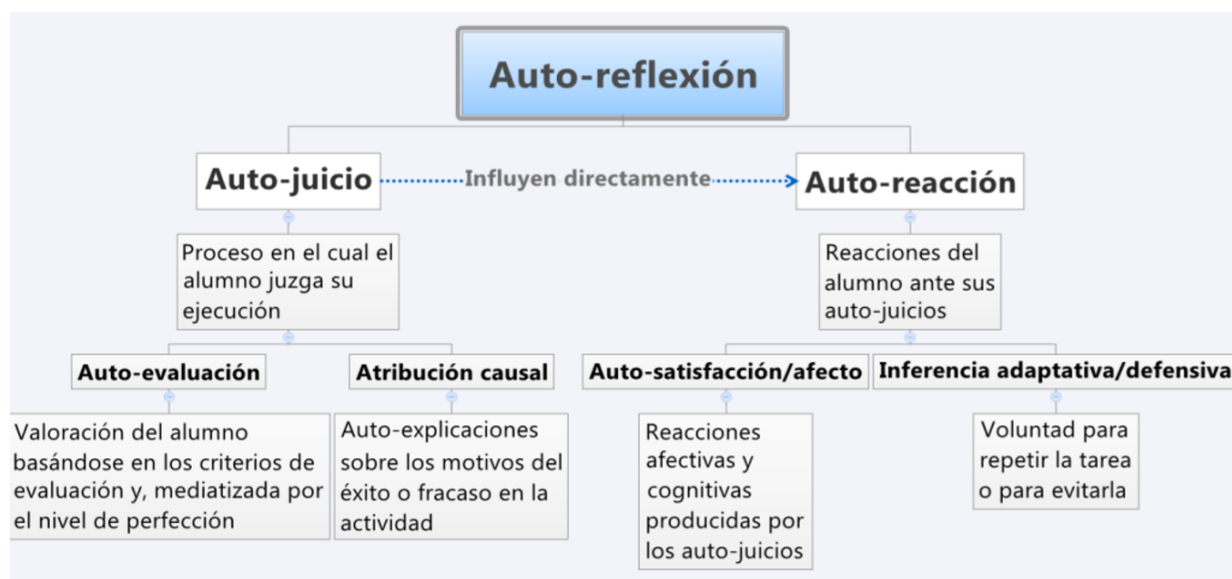 Auto-reflexión
Auto-juicio
Influyen directamente
Auto-reacción
Proceso en el cual el
alumno juzga su
ejecución
Reacciones del
alumno ante sus
auto-juicios
Auto-evaluación
Atribución causal
Auto-satisfacción/afecto
Inferencia adaptativa/defensiva
Valoración del alumno
basándose en los criterios de
evaluación y, mediatizada por
el nivel de perfección
Auto-explicaciones
sobre los motivos del
éxito o fracaso en la
actividad
Reacciones
afectivas y
cognitivas
producidas por
los auto-juicios
Voluntad para
repetir la tarea
o para evitarla